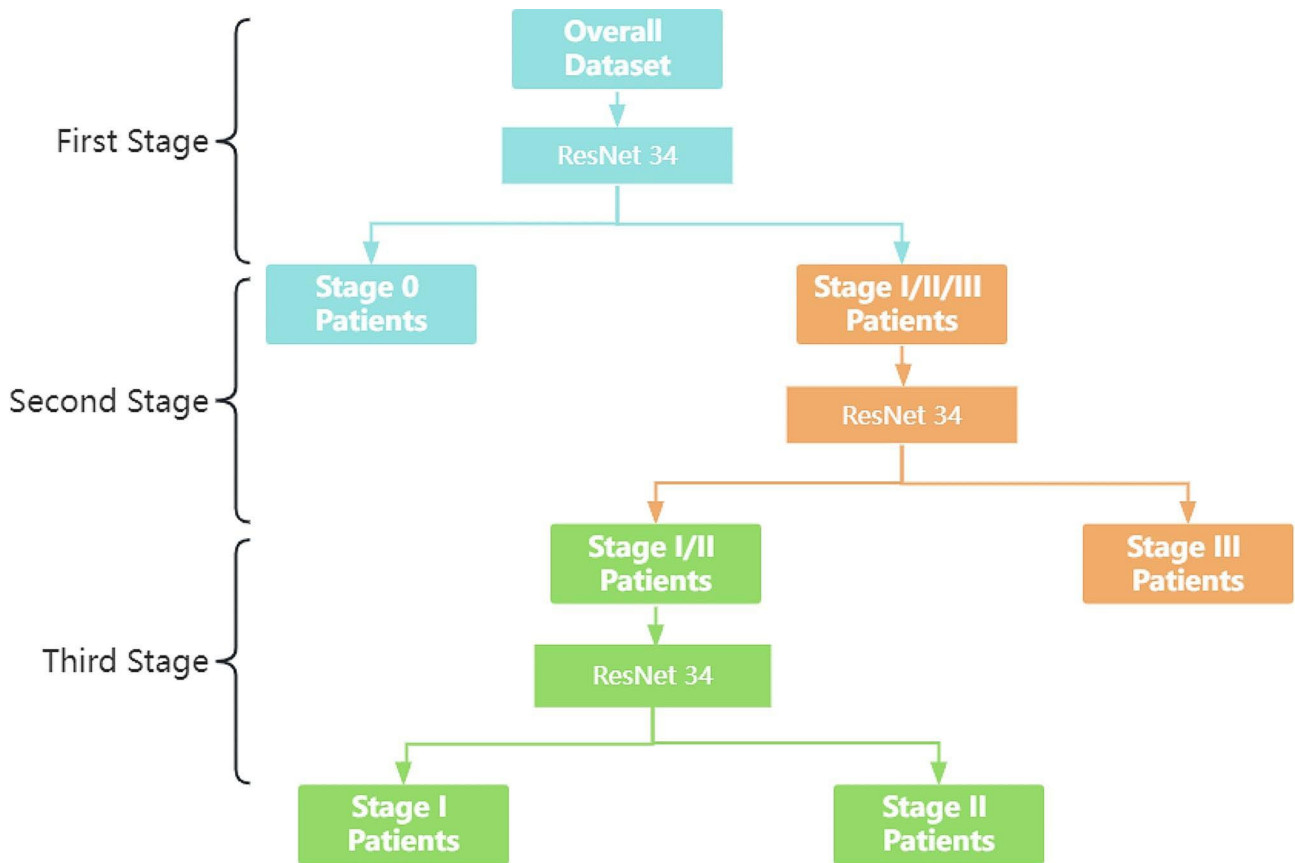 Overall
Dataset
First Stage
ResNet 34
Stage 0
Patients
Stage I/II/III
Patients
Second Stage
ResNet 34
Stage I/II
Patients
Stage III
Patients
Third Stage
ResNet 34
Stage I
Patients
Stage II
Patients